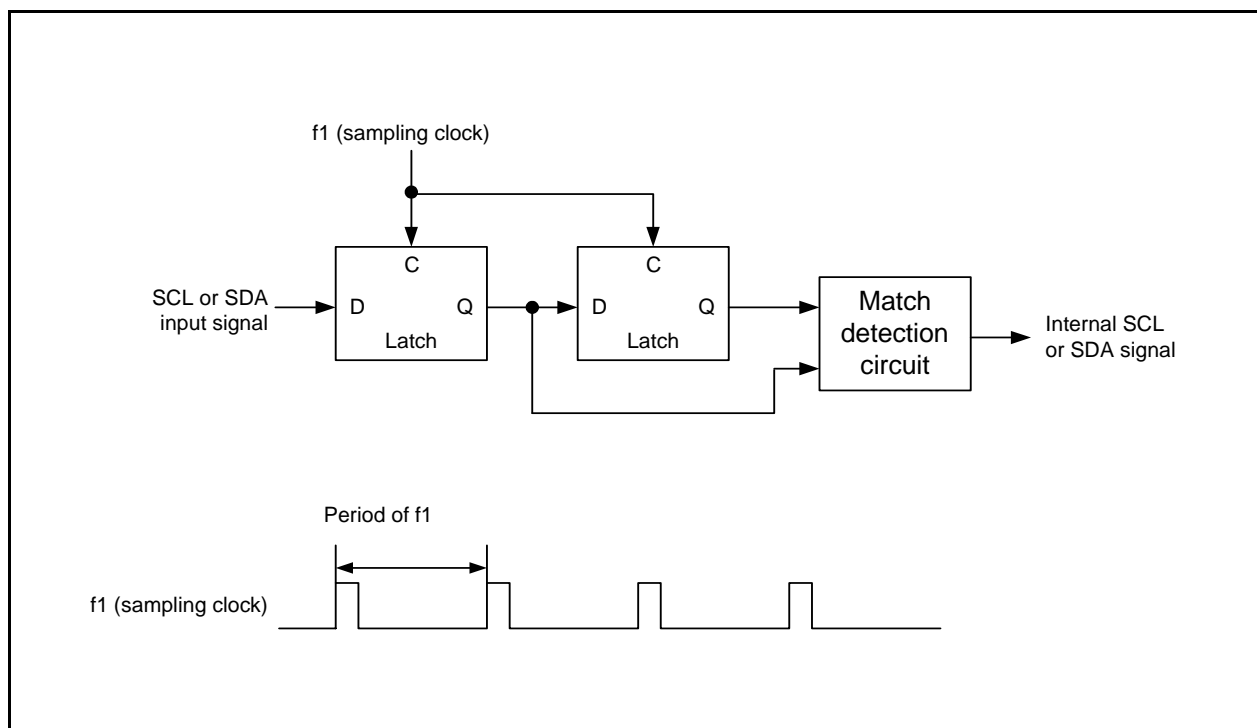 f1 (sampling clock)
C
C
SCL or SDA
input signal
D
Q
Latch
D
Q
Latch
Match
detection
circuit
Internal SCL
or SDA signal
Period of f1
f1 (sampling clock)